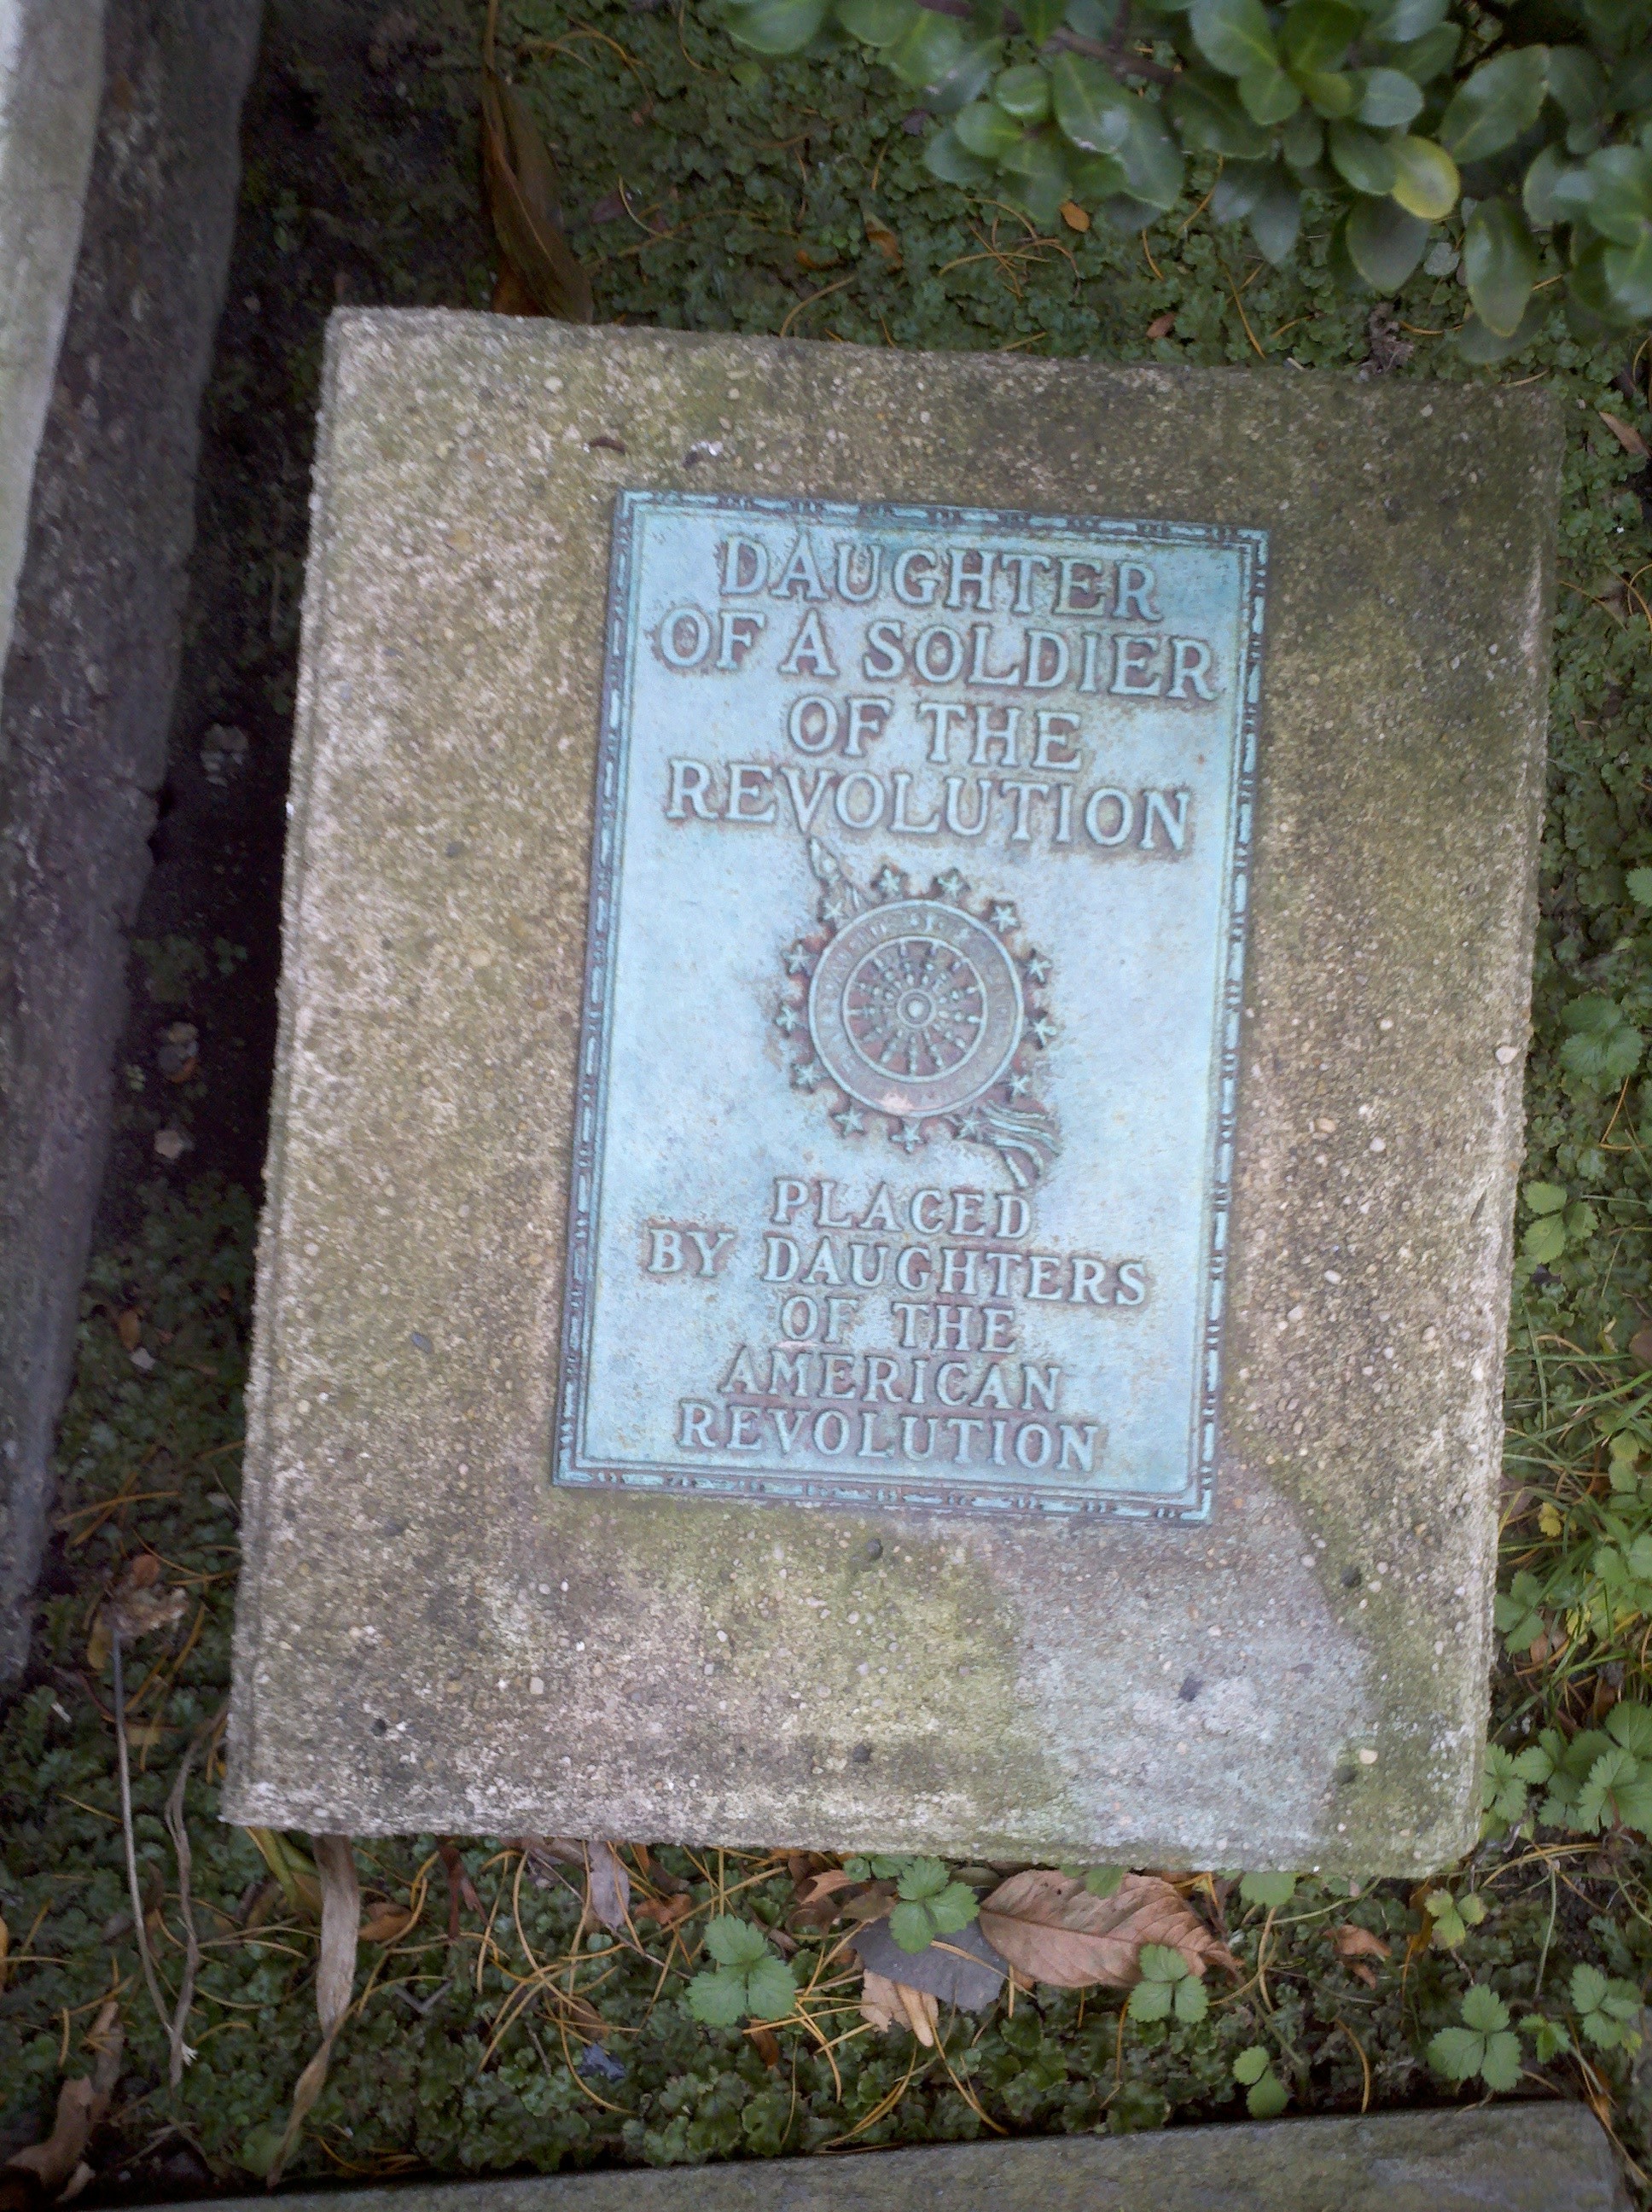 DAUGHTER
OF A SOLDIER
OF THE
REVOLUTION
PLACED
BY DAUGHTERS
OF THE
AMERICAN
REVOLUTION